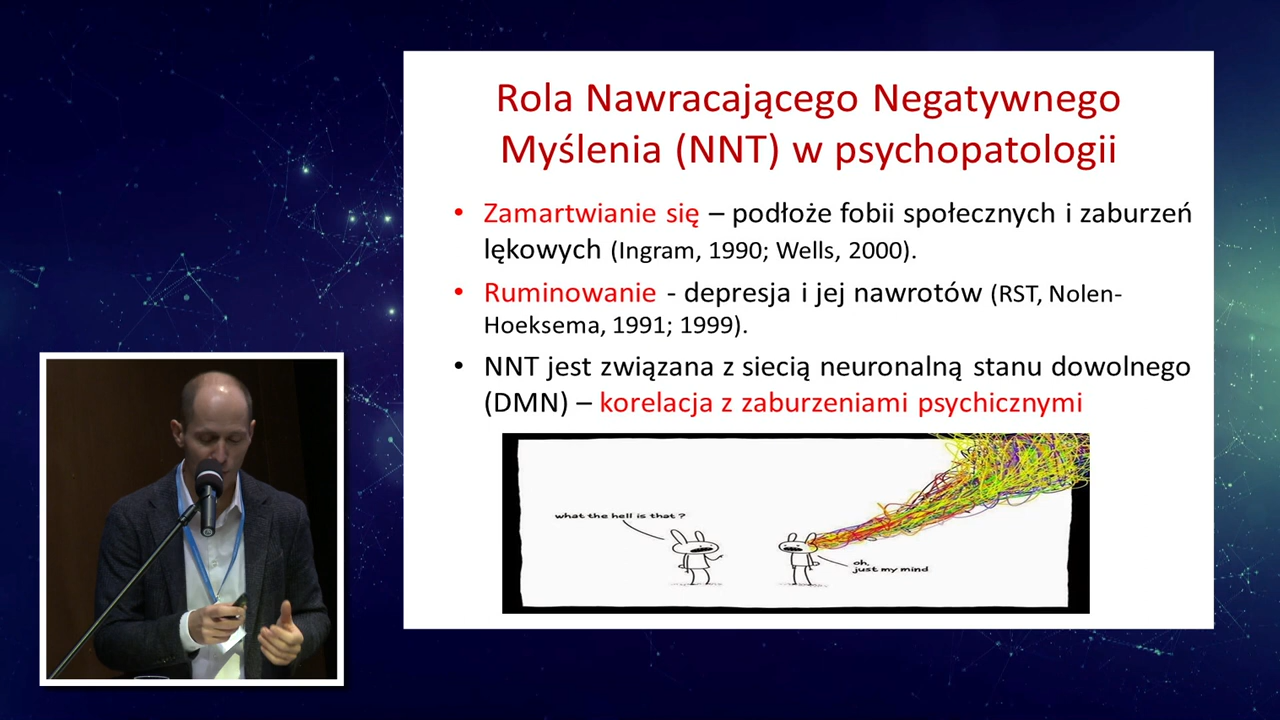 Rola Nawracającego Negatywnego
Myślenia (NNT) w psychopatologii
• Zamartwianie się – podłoże fobii społecznych i zaburzeń
lękowych (Ingram, 1990; Wells, 2000).
• Ruminowanie - depresja i jej nawrotów (RST, Nolen-
Hoeksema, 1991; 1999).
• NNT jest związana z siecią neuronalną stanu dowolnego
(DMN) – korelacja z zaburzeniami psychicznymi
what the hell is that ?
oh,
just my mind